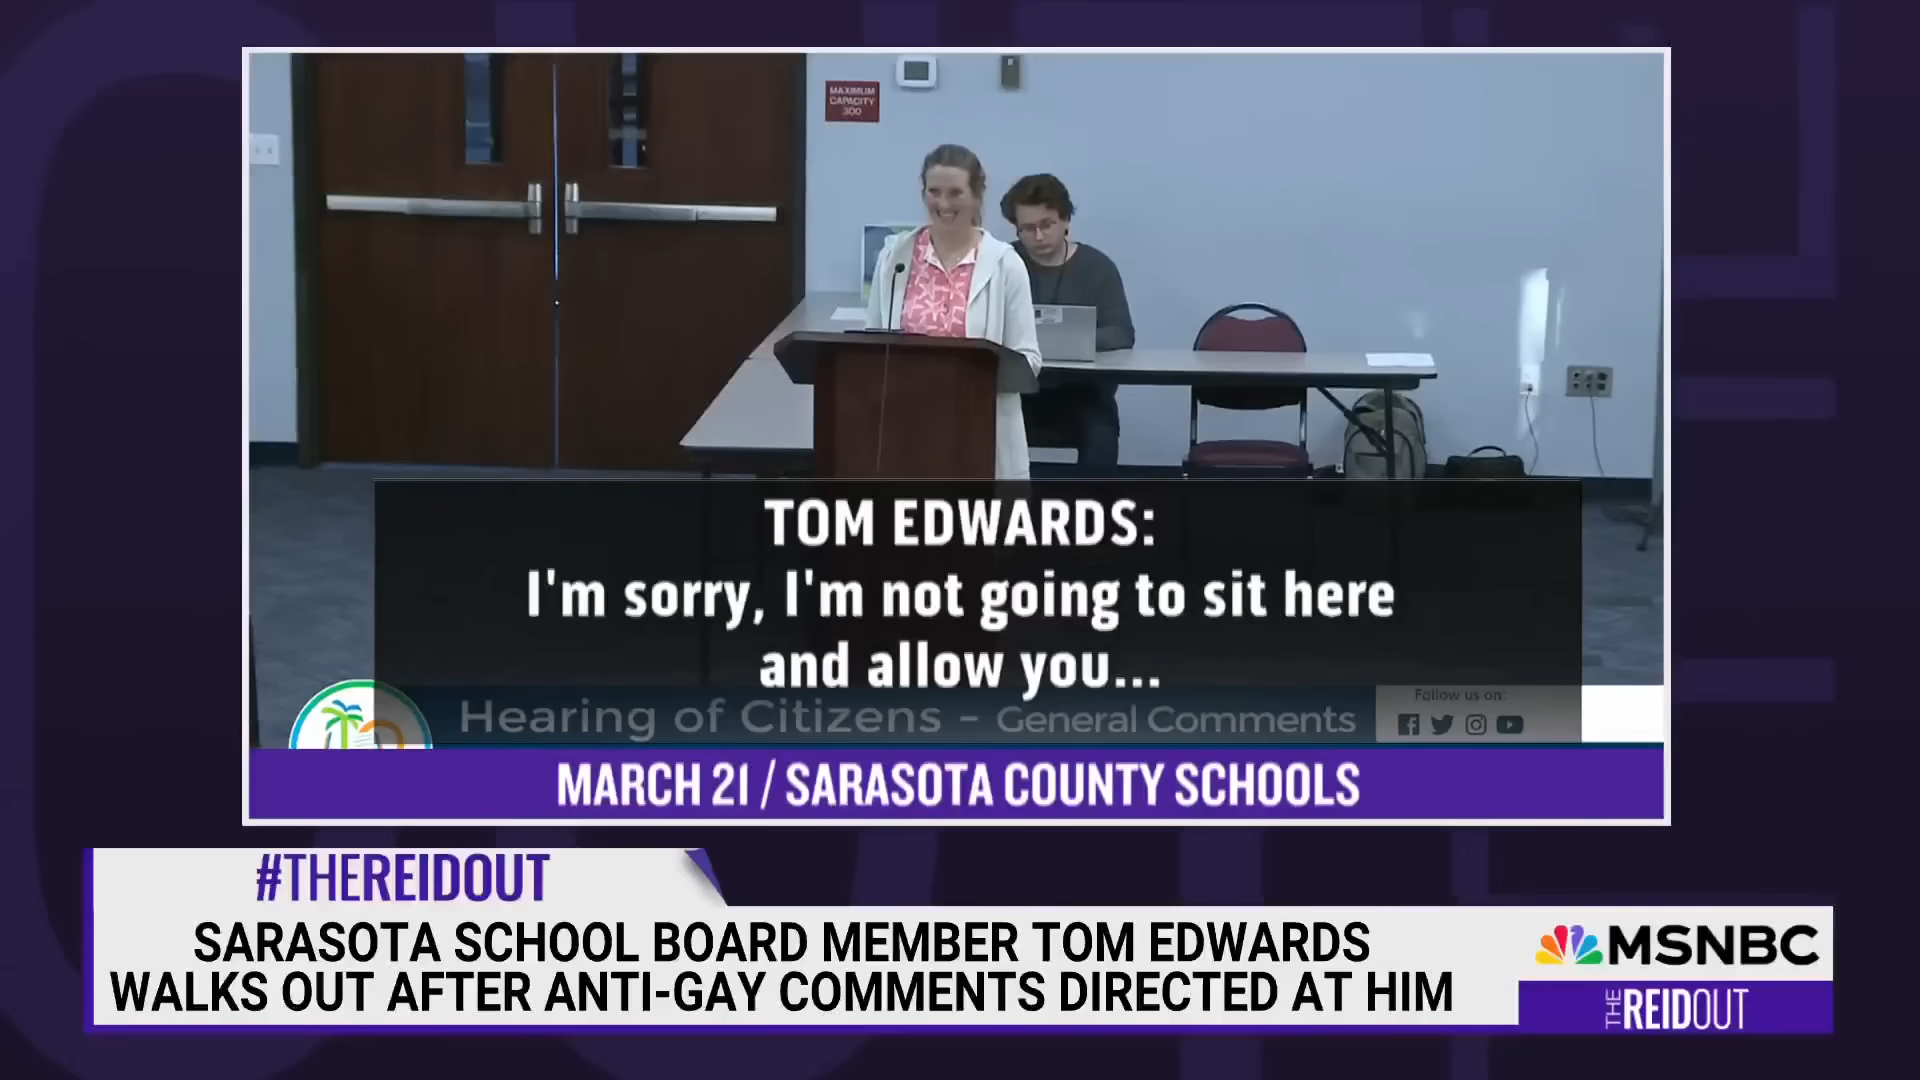 MAXIMUM
CAPACITY
300
TOM EDWARDS:
I'm sorry, I'm not going to sit here
and allow you...
Hearing of Citizens - General Comments
Follow us on:
MARCH 21 / SARASOTA COUNTY SCHOOLS
#THEREIDOUT
SARASOTA SCHOOL BOARD MEMBER TOM EDWARDS
WALKS OUT AFTER ANTI-GAY COMMENTS DIRECTED AT HIM
MSNBC
THE REIDOUT